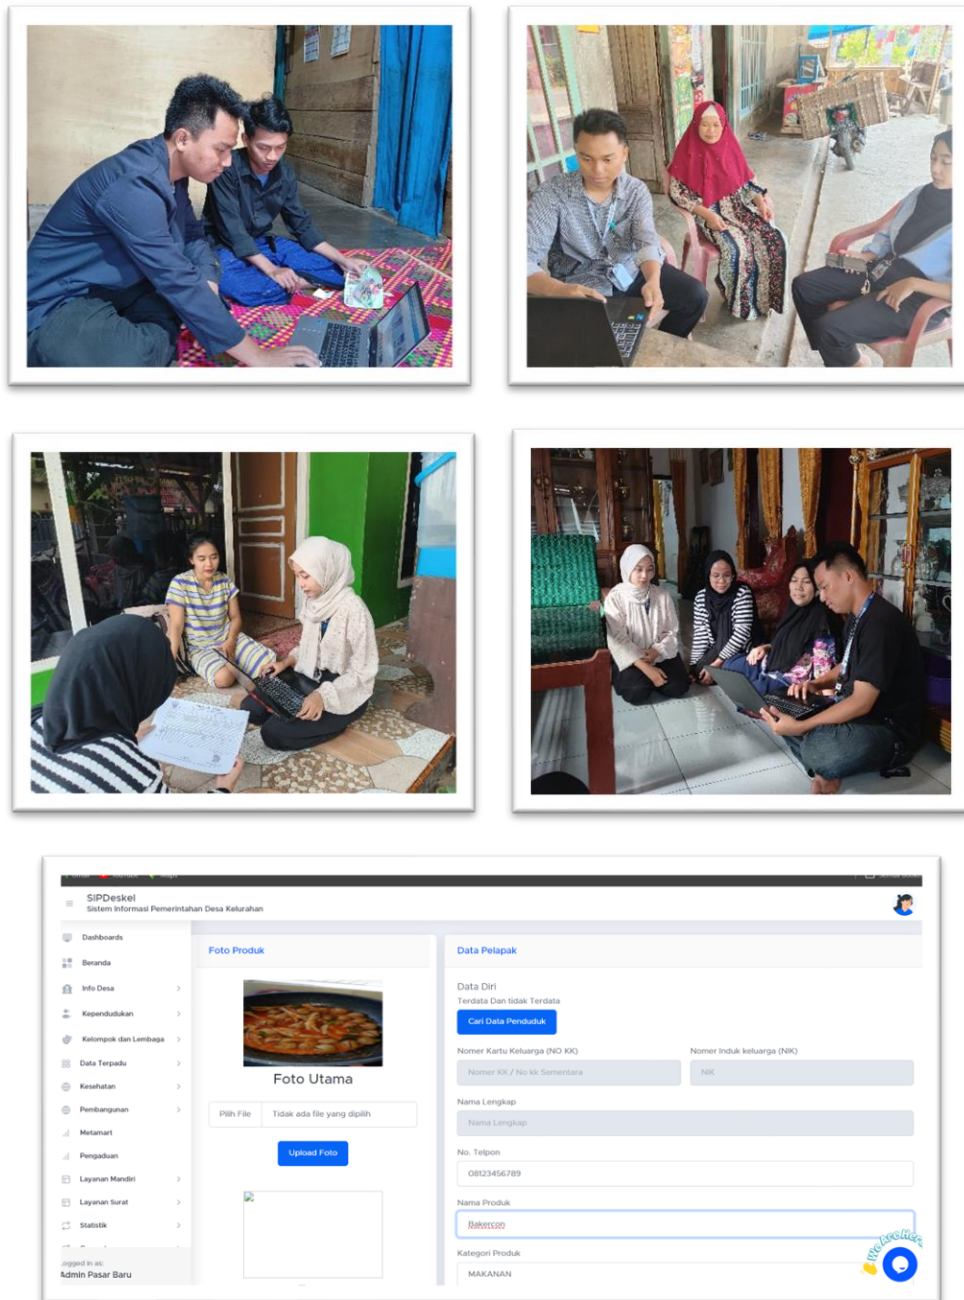 SIPDeskel
Sistem Informasi Pemerintahan Desa Kelurahan
Dashboards
Beranda
Info Desa
Kependudukan
Kelompok dan Lembaga
Data Terpadu
Kesehatan
Pembangunan
Metamart
Pengaduan
Layanan Mandiri
Layanan Surat
Statistik
Logged in as:
Admin Pasar Baru
Foto Produk
Foto Utama
Pilih File Tidak ada file yang dipilih
Upload Foto
Data Pelapak
Data Diri
Terdata Dan tidak Terdata
Cari Data Penduduk
Nomer Kartu Keluarga (NO KK) Nomer Induk keluarga (NIK)
Nomer KK / No kk Sementara NIK
Nama Lengkap
Nama Lengkap
No. Telpon
08123456789
Nama Produk
Bakercon
Kategori Produk
MAKANAN
We Are Here